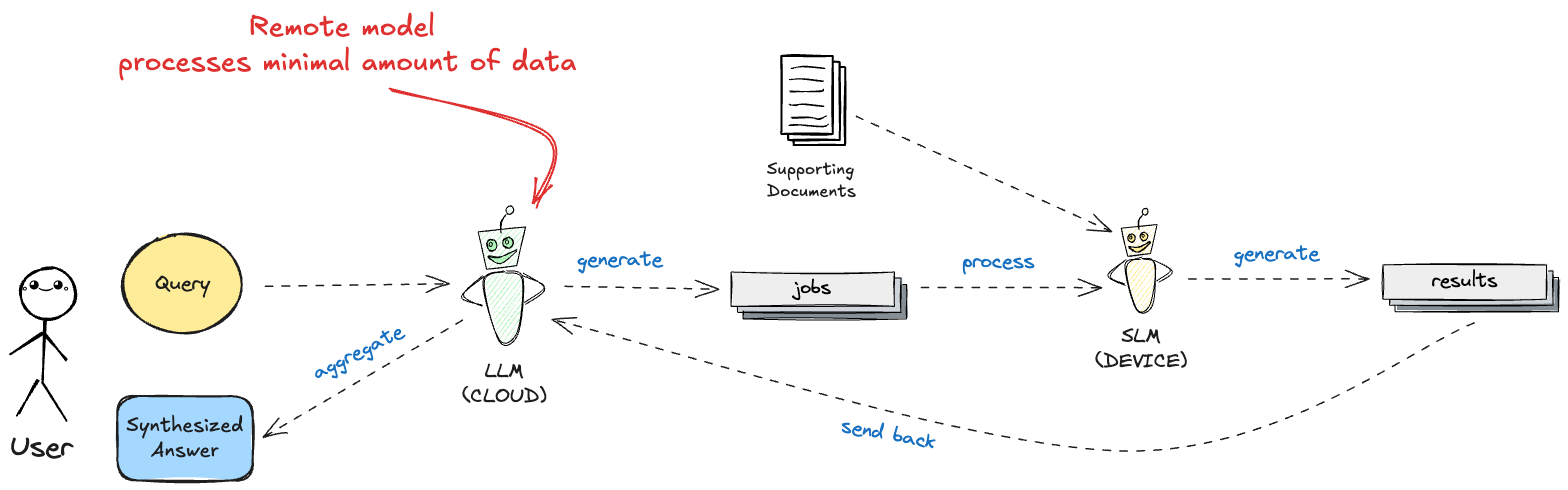 Remote model
processes minimal amount of data
Supporting
Documents
Query
generate
jobs
process
generate
results
aggregate
LLM
(CLOUD)
SLM
(DEVICE)
Synthesized
Answer
send back
User